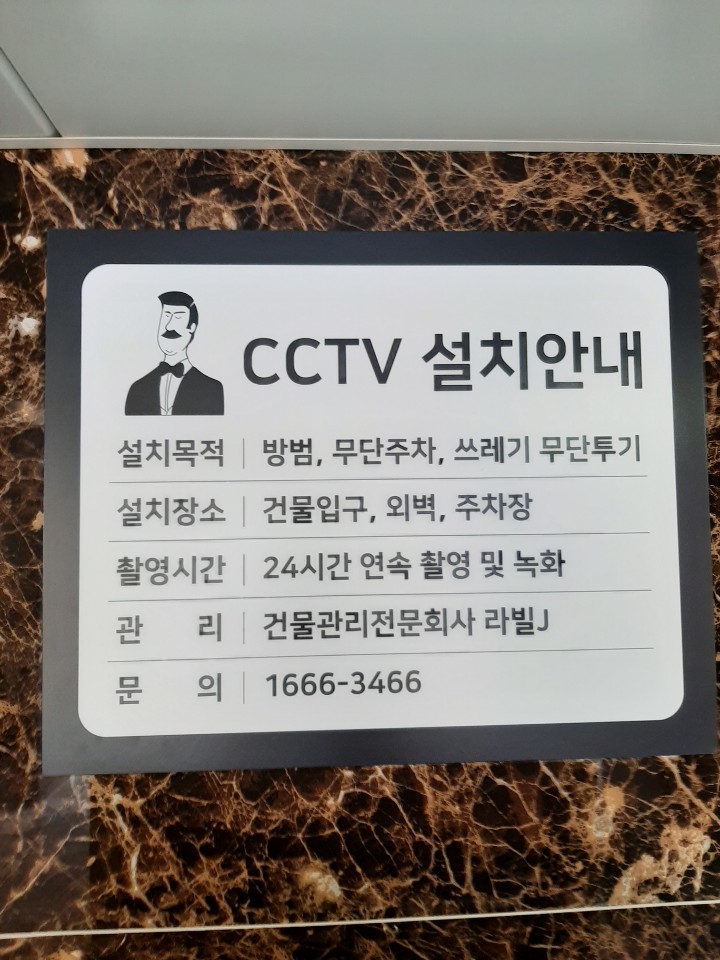 CCTV 설치안내
설치목적 방범, 무단주차, 쓰레기 무단투기
설치장소 건물입구, 외벽, 주차장
촬영시간 24시간 연속 촬영 및 녹화
관 리 건물관리전문회사 라빌J
문 의 1666-3466